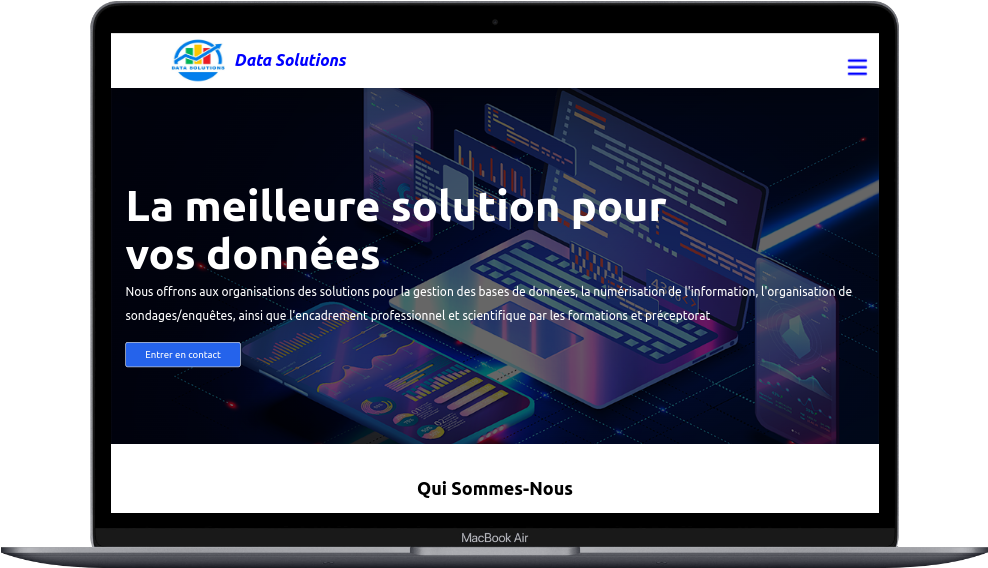 DATA SOLUTIONS
Data Solutions
La meilleure solution pour
vos données
Nous offrons aux organisations des solutions pour la gestion des bases de données, la numérisation de l'information, l'organisation de
sondages/enquêtes, ainsi que l’encadrement professionnel et scientifique par les formations et préceptorat
Entrer en contact
Qui Sommes-Nous
MacBook Air